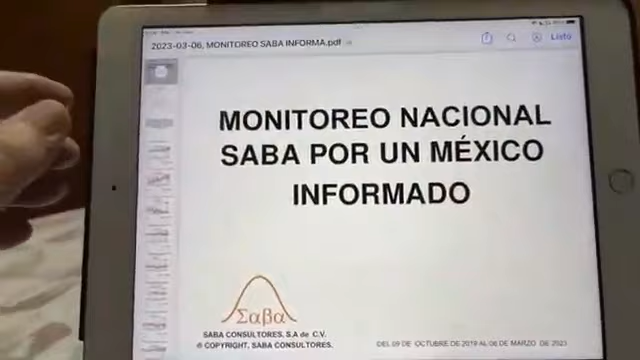 2023-03-06, MONITOREO SABA INFORMA.pdf
Listo
MONITOREO NACIONAL
SABA POR UN MÉXICO
INFORMADO
Σαβα
SABA CONSULTORES, S.A de C.V.
© COPYRIGHT, SABA CONSULTORES.
DEL 09 DE OCTUBRE DE 2019 AL 06 DE MARZO DE 2023